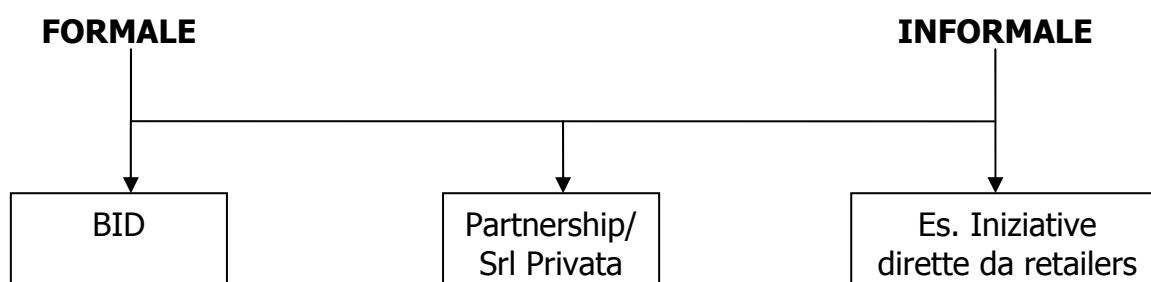 FORMALE
INFORMALE
BID
Partnership/
Srl Privata
Es. Iniziative
dirette da retailers